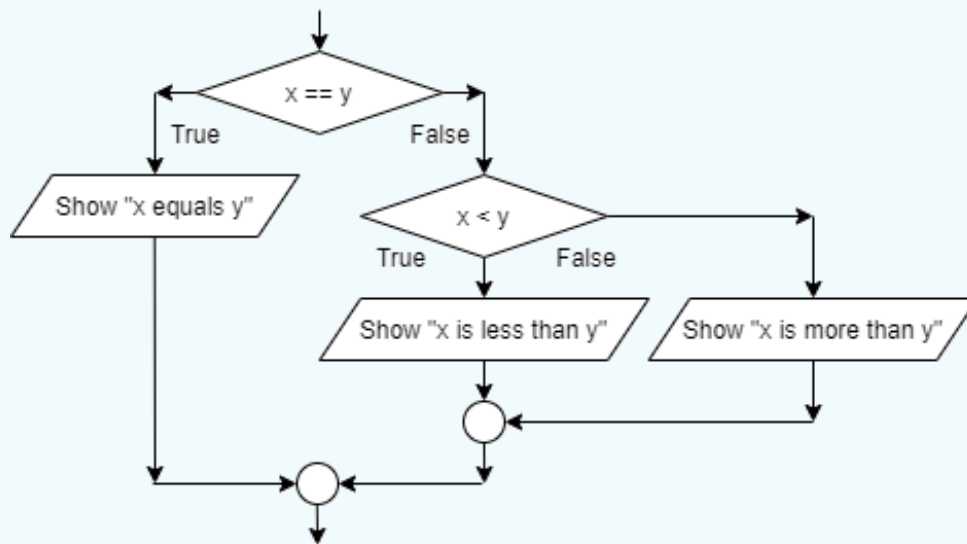 x == y
True
False
Show "x equals y"
x < y
True
False
Show "x is less than y"
Show "x is more than y"